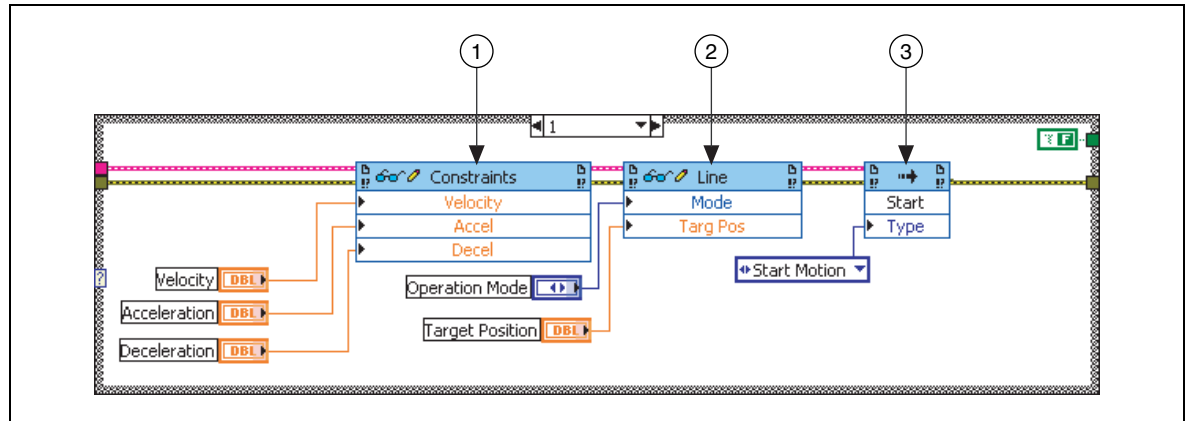 1
2
3
1
F
Constraints
Line
Velocity
Mode
Start
Accel
Targ Pos
Type
Decel
?
Velocity DBL
Operation Mode
Start Motion
Acceleration DBL
Target Position DBL
Deceleration DBL